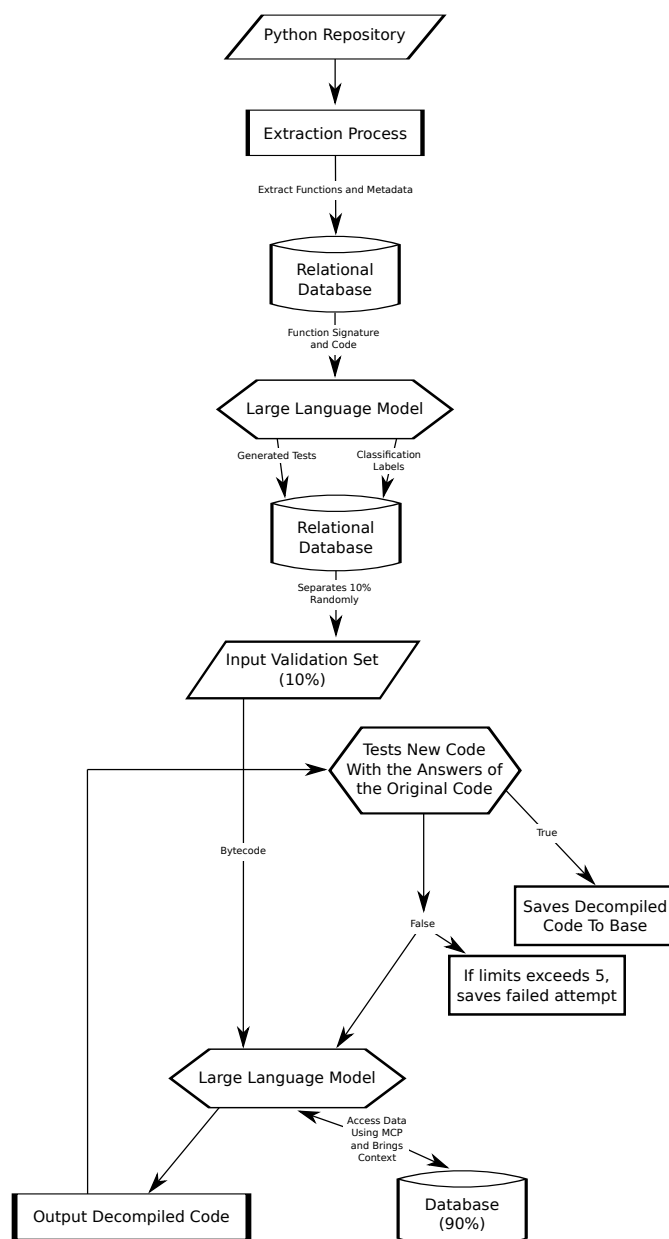 Python Repository
Extraction Process
Extract Functions and Metadata
Relational
Database
Function Signature
and Code
Large Language Model
Generated Tests
Classification
Labels
Relational
Database
Separates 10%
Randomly
Input Validation Set
(10%)
Tests New Code
With the Answers of
the Original Code
Bytecode
True
Saves Decompiled
Code To Base
False
If limits exceeds 5,
saves failed attempt
Large Language Model
Access Data
Using MCP
and Brings
Context
Output Decompiled Code
Database
(90%)